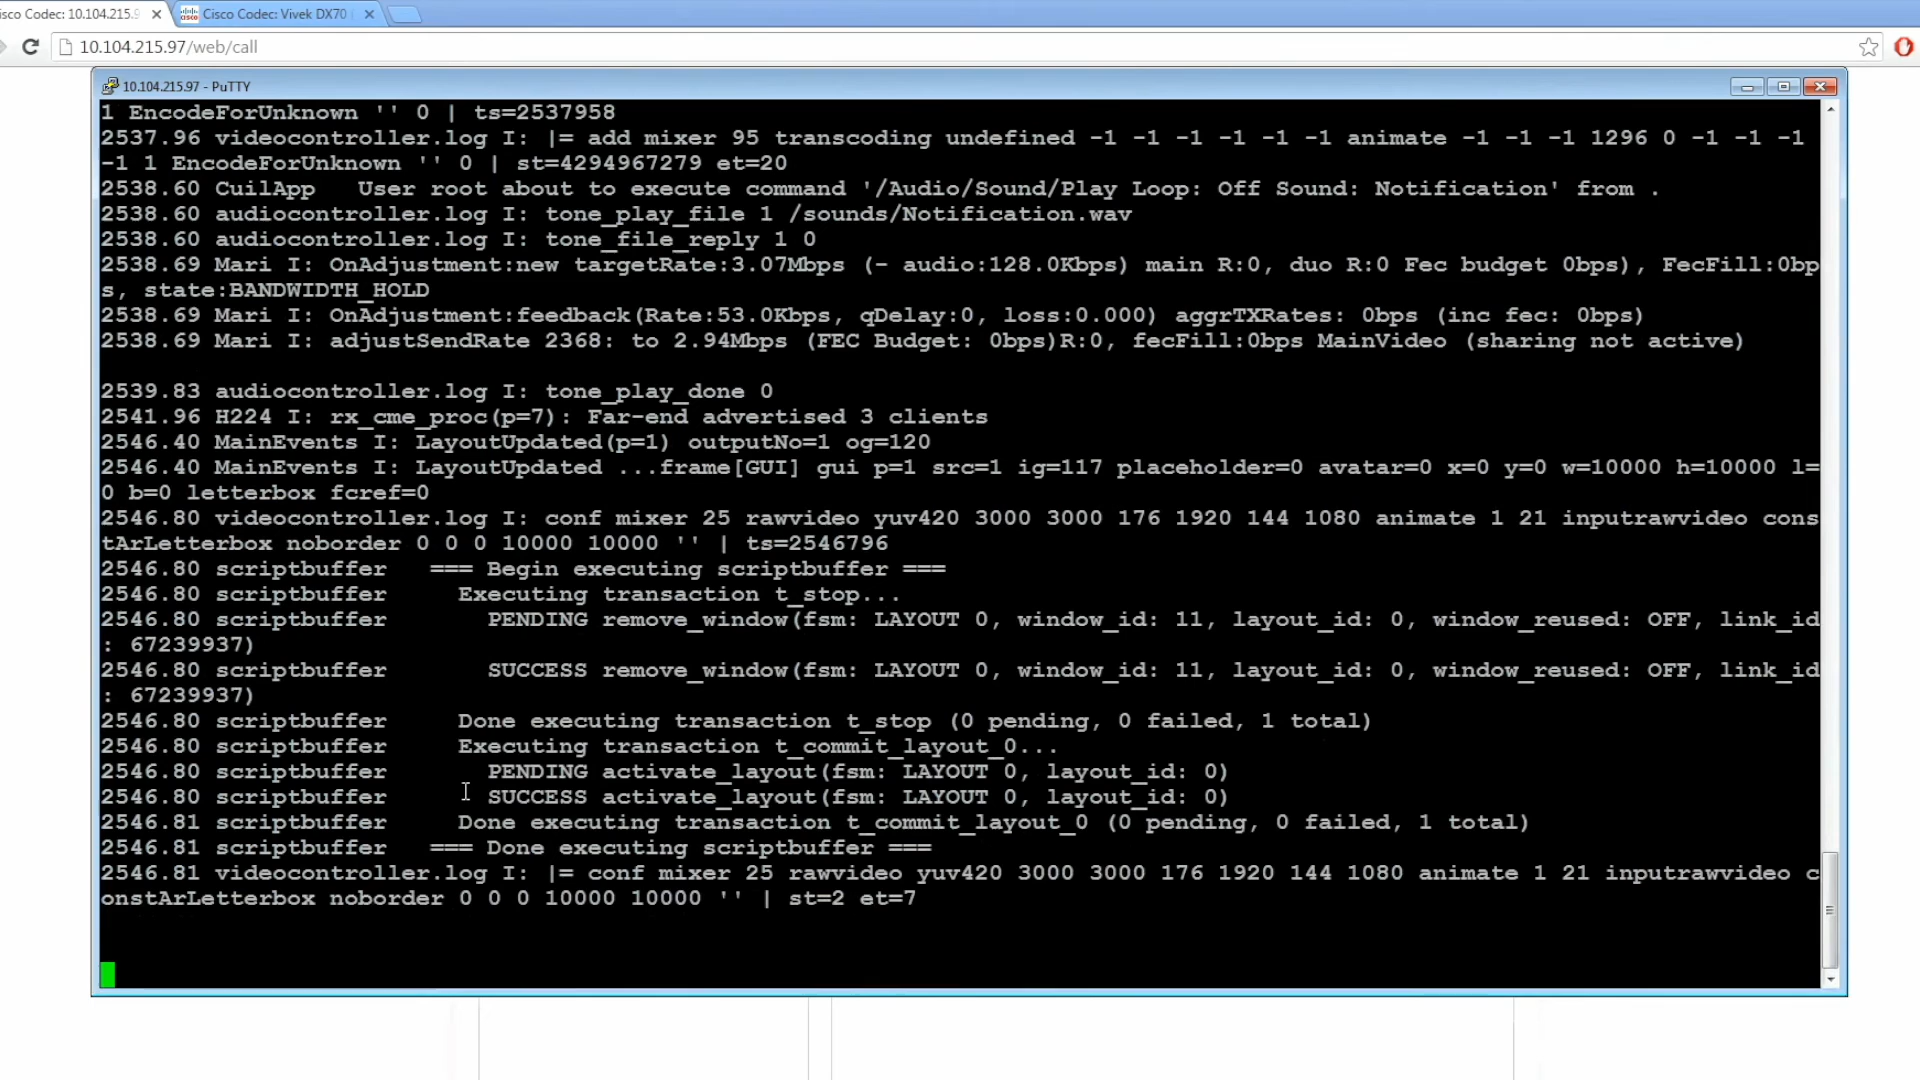 isco Codec: 10.104.215.9
Cisco Codec: Vivek DX70
10.104.215.97/web/call
10.104.215.97 - PuTTY
1 EncodeForUnknown '' 0 | ts=2537958
2537.96 videocontroller.log I: |= add mixer 95 transcoding undefined -1 -1 -1 -1 -1 -1 animate -1 -1 -1 1296 0 -1 -1 -1
-1 1 EncodeForUnknown '' 0 | st=4294967279 et=20
2538.60 CuilApp   User root about to execute command '/Audio/Sound/Play Loop: Off Sound: Notification' from .
2538.60 audiocontroller.log I: tone_play_file 1 /sounds/Notification.wav
2538.60 audiocontroller.log I: tone_file_reply 1 0
2538.69 Mari I: OnAdjustment:new targetRate:3.07Mbps (- audio:128.0Kbps) main R:0, duo R:0 Fec budget 0bps), FecFill:0bp
s, state:BANDWIDTH_HOLD
2538.69 Mari I: OnAdjustment:feedback(Rate:53.0Kbps, qDelay:0, loss:0.000) aggrTXRates: 0bps (inc fec: 0bps)
2538.69 Mari I: adjustSendRate 2368: to 2.94Mbps (FEC Budget: 0bps)R:0, fecFill:0bps MainVideo (sharing not active)
2539.83 audiocontroller.log I: tone_play_done 0
2541.96 H224 I: rx_cme_proc(p=7): Far-end advertised 3 clients
2546.40 MainEvents I: LayoutUpdated(p=1) outputNo=1 og=120
2546.40 MainEvents I: LayoutUpdated ...frame[GUI] gui p=1 src=1 ig=117 placeholder=0 avatar=0 x=0 y=0 w=10000 h=10000 l=
0 b=0 letterbox fcref=0
2546.80 videocontroller.log I: conf mixer 25 rawvideo yuv420 3000 3000 176 1920 144 1080 animate 1 21 inputrawvideo cons
tArLetterbox noborder 0 0 0 10000 10000 '' | ts=2546796
2546.80 scriptbuffer   === Begin executing scriptbuffer ===
2546.80 scriptbuffer     Executing transaction t_stop...
2546.80 scriptbuffer       PENDING remove_window(fsm: LAYOUT 0, window_id: 11, layout_id: 0, window_reused: OFF, link_id
: 67239937)
2546.80 scriptbuffer       SUCCESS remove_window(fsm: LAYOUT 0, window_id: 11, layout_id: 0, window_reused: OFF, link_id
: 67239937)
2546.80 scriptbuffer     Done executing transaction t_stop (0 pending, 0 failed, 1 total)
2546.80 scriptbuffer     Executing transaction t_commit_layout_0...
2546.80 scriptbuffer       PENDING activate_layout(fsm: LAYOUT 0, layout_id: 0)
2546.80 scriptbuffer       SUCCESS activate_layout(fsm: LAYOUT 0, layout_id: 0)
2546.81 scriptbuffer     Done executing transaction t_commit_layout_0 (0 pending, 0 failed, 1 total)
2546.81 scriptbuffer   === Done executing scriptbuffer ===
2546.81 videocontroller.log I: |= conf mixer 25 rawvideo yuv420 3000 3000 176 1920 144 1080 animate 1 21 inputrawvideo c
onstArLetterbox noborder 0 0 0 10000 10000 '' | st=2 et=7